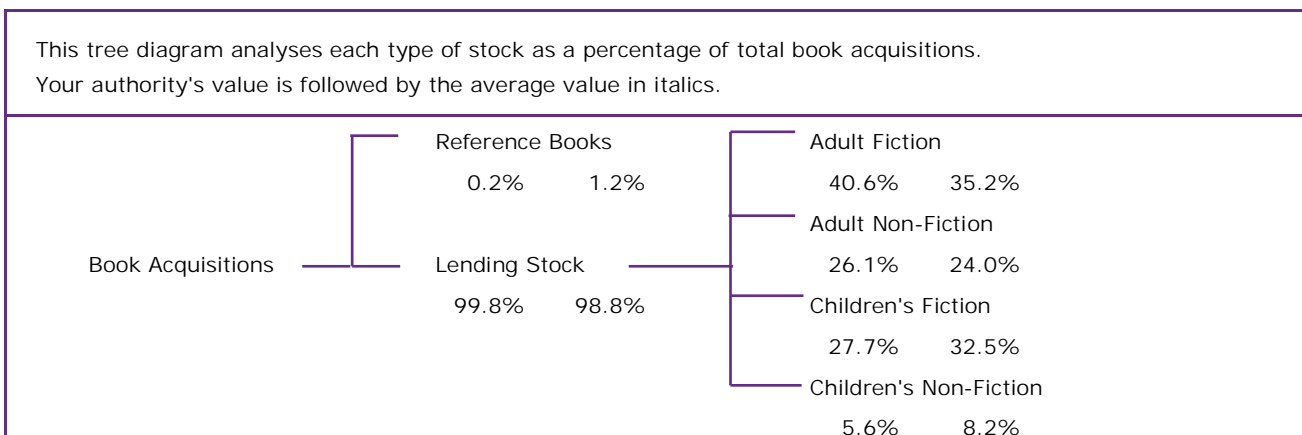 This tree diagram analyses each type of stock as a percentage of total book acquisitions.
Your authority's value is followed by the average value in italics.
Reference Books
0.2% 1.2%
Book Acquisitions
Lending Stock
99.8% 98.8%
Adult Fiction
40.6% 35.2%
Adult Non-Fiction
26.1% 24.0%
Children's Fiction
27.7% 32.5%
Children's Non-Fiction
5.6% 8.2%